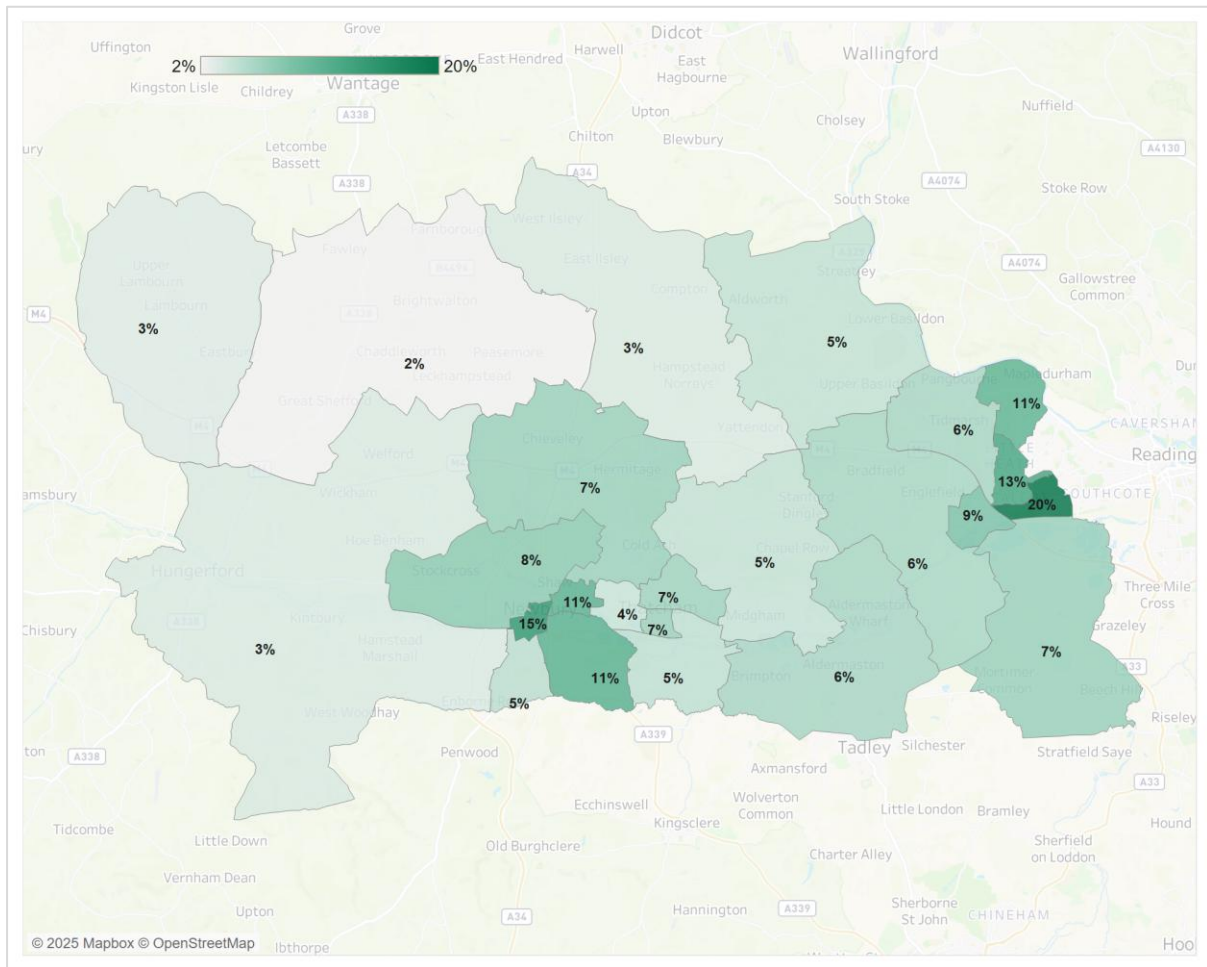 Grove
Didcot
Uffington
East Hendred
Harwell
Wallingford
2%
20%
East
Hagbourne
Kingston Lisle
Childrey
Wantage
Nuffield
Upton
Cholsey
A338
Chilton
Blewbury
Letcombe
Bassett
A4130
A34
A338
A4074
Stoke Row
South Stoke
West Ilsley
Farnborough
Fawley
East Ilsley
Streatley
A4074
Gallowstree
Common
Upper
Lambourn
Lambourn
Compton
Aldworth
Brightwalton
Lower Basildon
M4
3%
2%
3%
5%
Chaddleworth
Peasemore
Leckhampstead
Hampstead
Norreys
Upper Basildon
Pangbourne
Mapledurham
Great Shefford
11%
Tidmarsh
6%
CAVERSHAM
Yattendon
Chieveley
M4
Welford
M4
Hermitage
M4
Bradfield
Reading
7%
Wickham
Stanford
Dingley
Englefield
13%
SOUTHCOTE
20%
9%
Hoe Benham
Cold Ash
Chapel Row
8%
5%
6%
Stockcross
Hungerford
Three Mile
Cross
7%
11%
4%
Midgham
Aldermaston
Wharf
15%
7%
Kintbury
Grazeley
Hamstead
Marshall
3%
7%
11%
5%
6%
Brimpton
Aldermaston
Mortimer
Common
A33
Beech Hill
5%
West Woodhay
Riseley
A339
Penwood
Tadley
Silchester
Stratfield Saye
A338
Axmansford
A33
Ecchinswell
Wolverton
Common
Little London
Bramley
Hound
Tidcombe
Kingsclere
Little Down
Old Burghclere
Sherfield
on Loddon
Charter Alley
Vernham Dean
Upton
A34
Hannington
A339
Sherborne
St John
CHINEHAM
© 2025 Mapbox © OpenStreetMap
Ibthorpe
Hoo